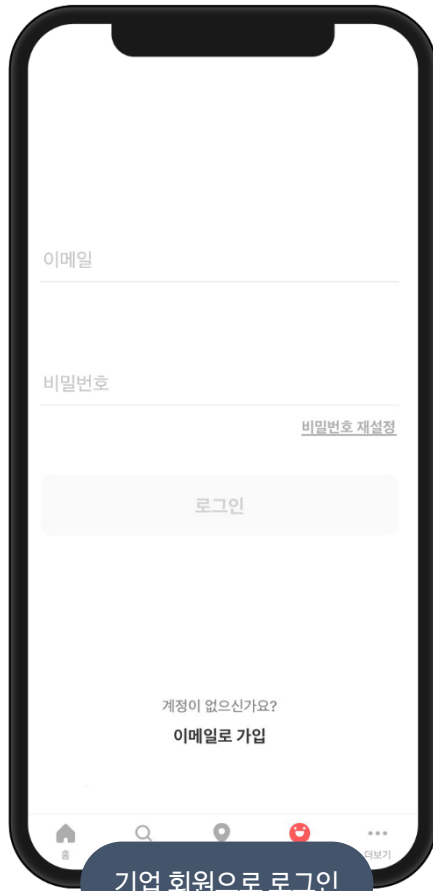 이메일
비밀번호
비밀번호 재설정
로그인
계정이 없으신가요?
이메일로 가입
홈
더보기
기업 회원으로 로그인